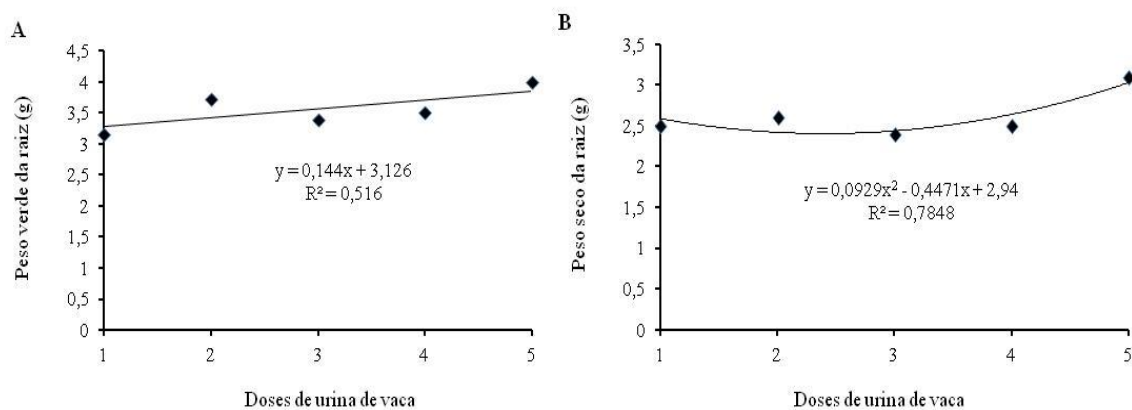 A
Peso verde da raiz (g)
4,5
4
3,5
3
2,5
2
1,5
1
0,5
0
y = 0,144x + 3,126
R² = 0,516
1 2 3 4 5
Doses de urina de vaca
B
Peso seco da raiz (g)
3,5
3
2,5
2
1,5
1
0,5
0
y = 0,0929x² - 0,4471x + 2,94
R² = 0,7848
1 2 3 4 5
Doses de urina de vaca